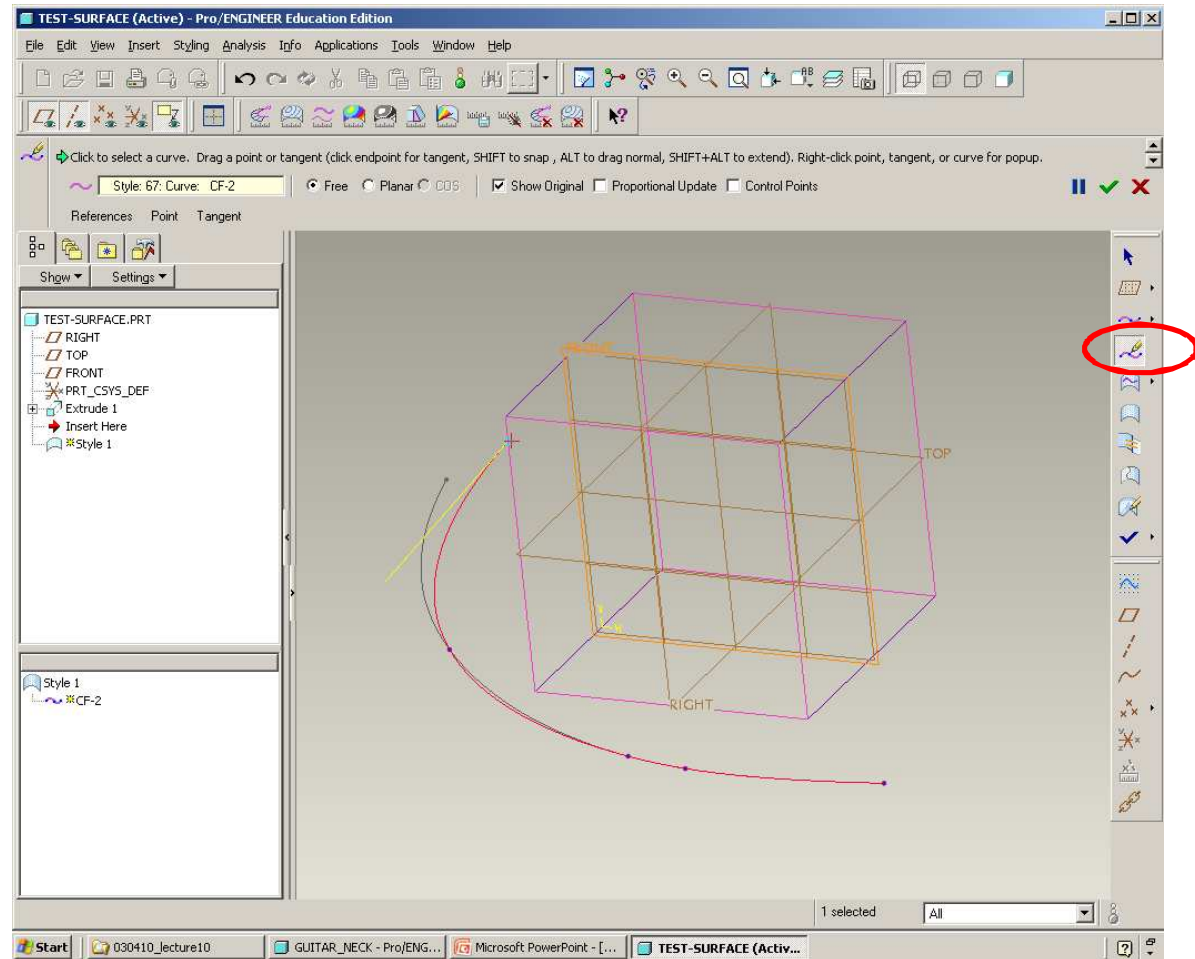 TEST-SURFACE (Active) - Pro/ENGINEER Education Edition
File Edit View Insert Styling Analysis Info Applications Tools Window Help
Click to select a curve. Drag a point or tangent (click endpoint for tangent, SHIFT to snap , ALT to drag normal, SHIFT+ALT to extend). Right-click point, tangent, or curve for popup.
Style: 67: Curve: CF-2 Free Planar COS Show Original Proportional Update Control Points
References Point Tangent
Show Settings
TEST-SURFACE.PRT
RIGHT
TOP
FRONT
PRT_CSYS_DEF
Extrude 1
Insert Here
Style 1
FRONT
TOP
RIGHT
Style 1
CF-2
1 selected All
Start 030410_lecture10 GUITAR_NECK - Pro/ENG... Microsoft PowerPoint - [... TEST-SURFACE (Activ...